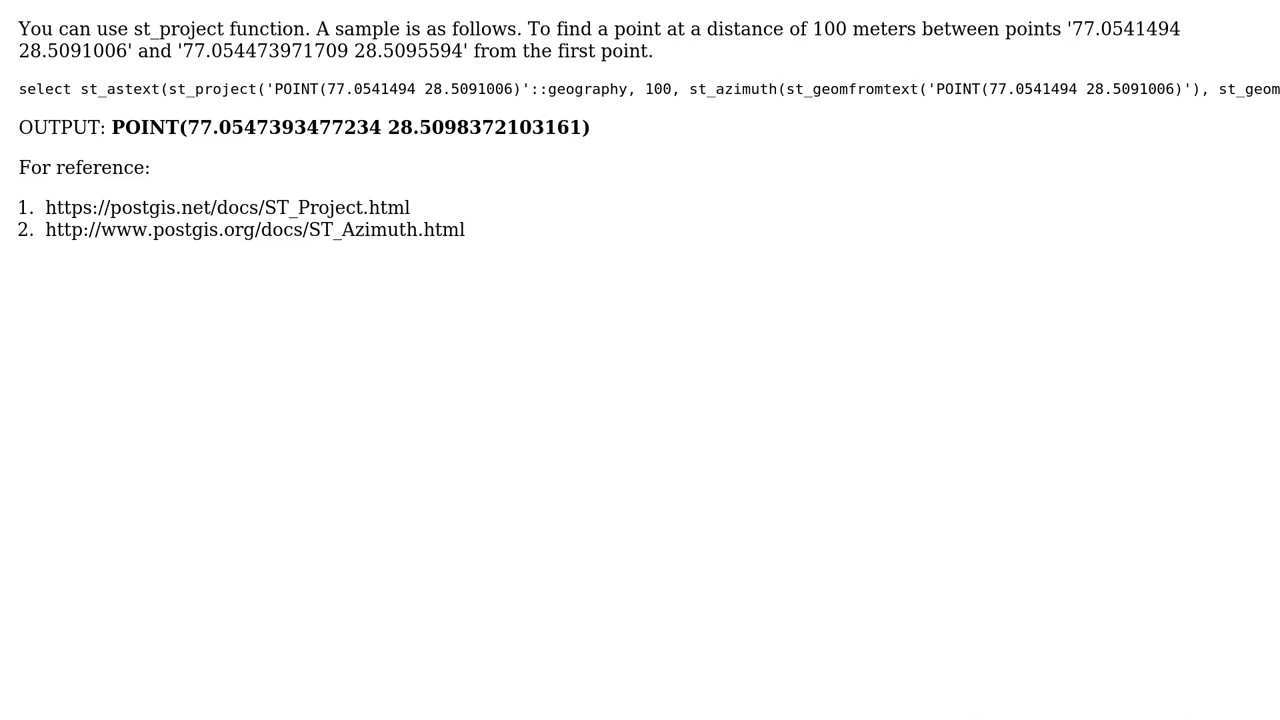 You can use st_project function. A sample is as follows. To find a point at a distance of 100 meters between points '77.0541494
28.5091006' and '77.054473971709 28.5095594' from the first point.
select st_astext(st_project('POINT(77.0541494 28.5091006)'::geography, 100, st_azimuth(st_geomfromtext('POINT(77.0541494 28.5091006)'), st_geom
OUTPUT: POINT(77.0547393477234 28.5098372103161)
For reference:
1. https://postgis.net/docs/ST_Project.html
2. http://www.postgis.org/docs/ST_Azimuth.html